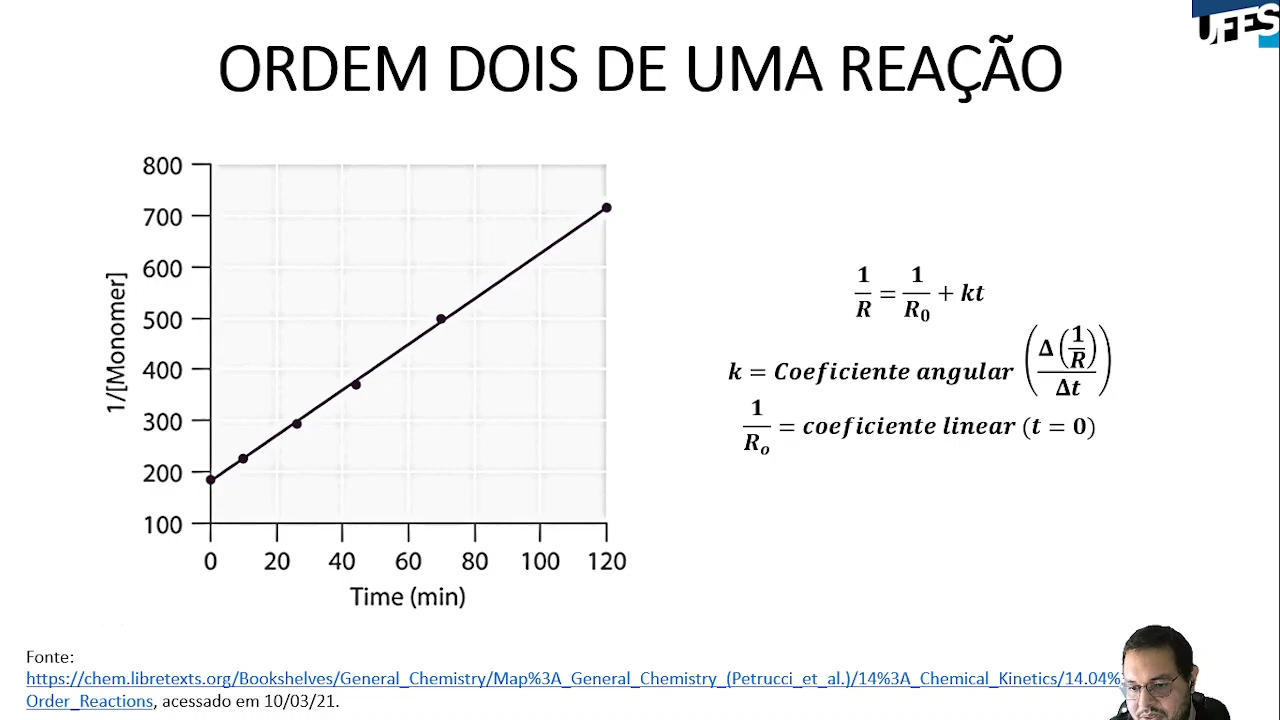 UFES
ORDEM DOIS DE UMA REAÇÃO
800
700
600
500
400
300
200
100
1/[Monomer]
0 20 40 60 80 100 120
Time (min)
1/R = 1/R₀ + kt
k = Coeficiente angular (Δ(1/R)/Δt)
1/Rₒ = coeficiente linear (t = 0)
Fonte:
https://chem.libretexts.org/Bookshelves/General_Chemistry/Map%3A_General_Chemistry_(Petrucci_et_al.)/14%3A_Chemical_Kinetics/14.04%
Order_Reactions, acessado em 10/03/21.